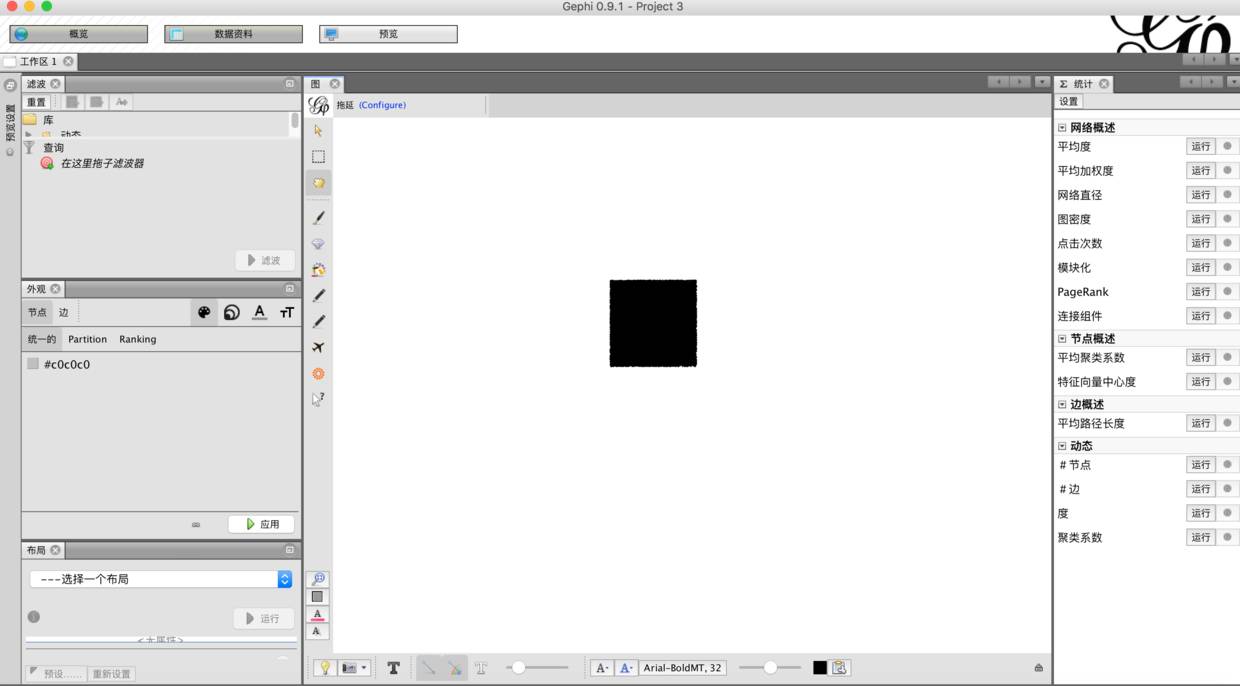 Gephi 0.9.1 - Project 3
概览
数据资料
预览
工作区 1
预览设置
滤波
重置
库
动态
查询
在这里拖子滤波器
滤波
外观
节点 边
统一的 Partition Ranking
#c0c0c0
应用
布局
---选择一个布局
运行
<无属性>
预设......
重新设置
图
拖延 (Configure)
Arial-BoldMT, 32
Σ 统计
设置
网络概述
平均度 运行
平均加权度 运行
网络直径 运行
图密度 运行
点击次数 运行
模块化 运行
PageRank 运行
连接组件 运行
节点概述
平均聚类系数 运行
特征向量中心度 运行
边概述
平均路径长度 运行
动态
# 节点 运行
# 边 运行
度 运行
聚类系数 运行